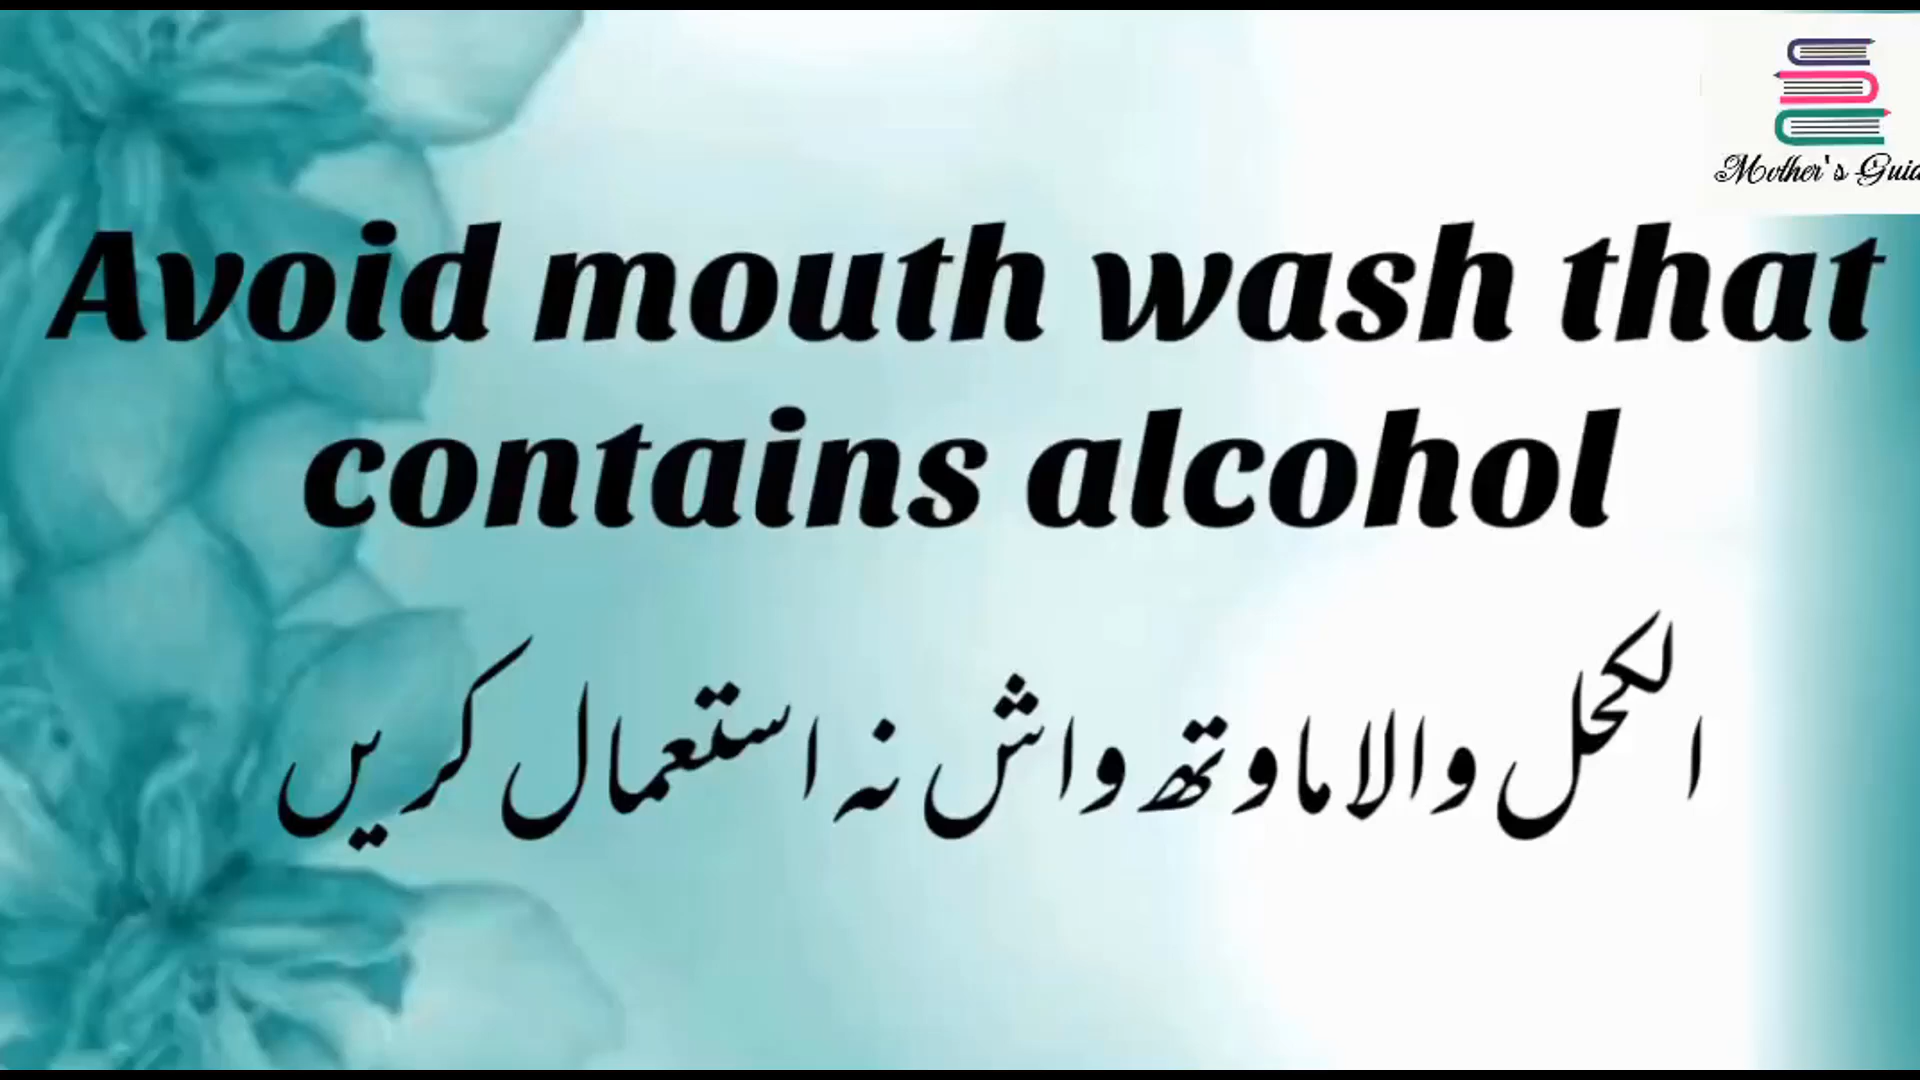 Mother's Guid
Avoid mouth wash that
contains alcohol
الکحل والا ماوتھ واش نہ استعمال کریں